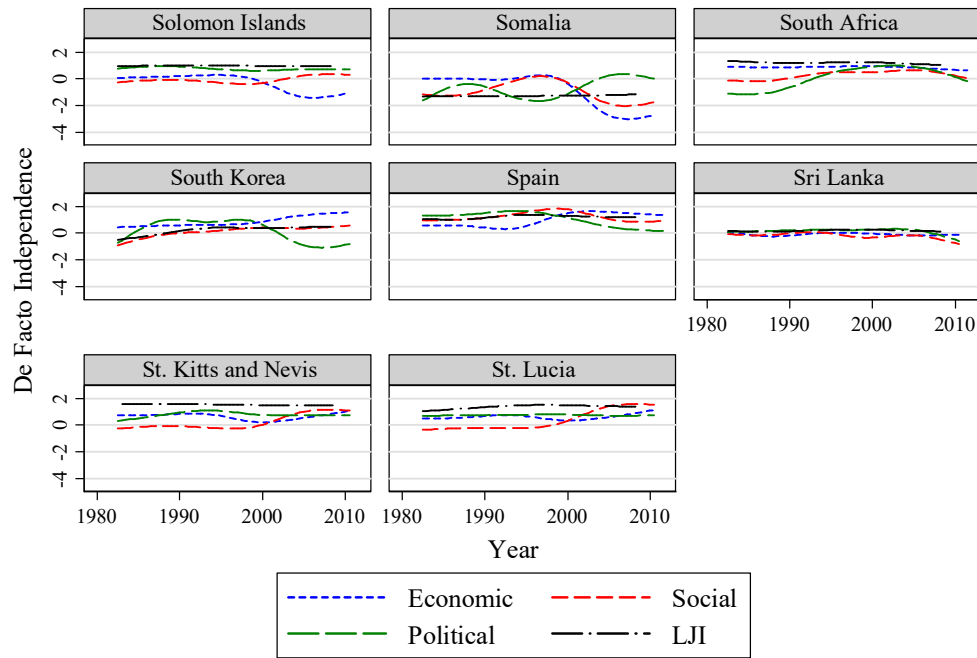 Solomon Islands
Somalia
South Africa
2
0
-2
-4
South Korea
Spain
Sri Lanka
2
0
-2
-4
1980 1990 2000 2010
St. Kitts and Nevis
St. Lucia
2
0
-2
-4
1980 1990 2000 2010
1980 1990 2000 2010
De Facto Independence
Year
Economic
Social
Political
LJI